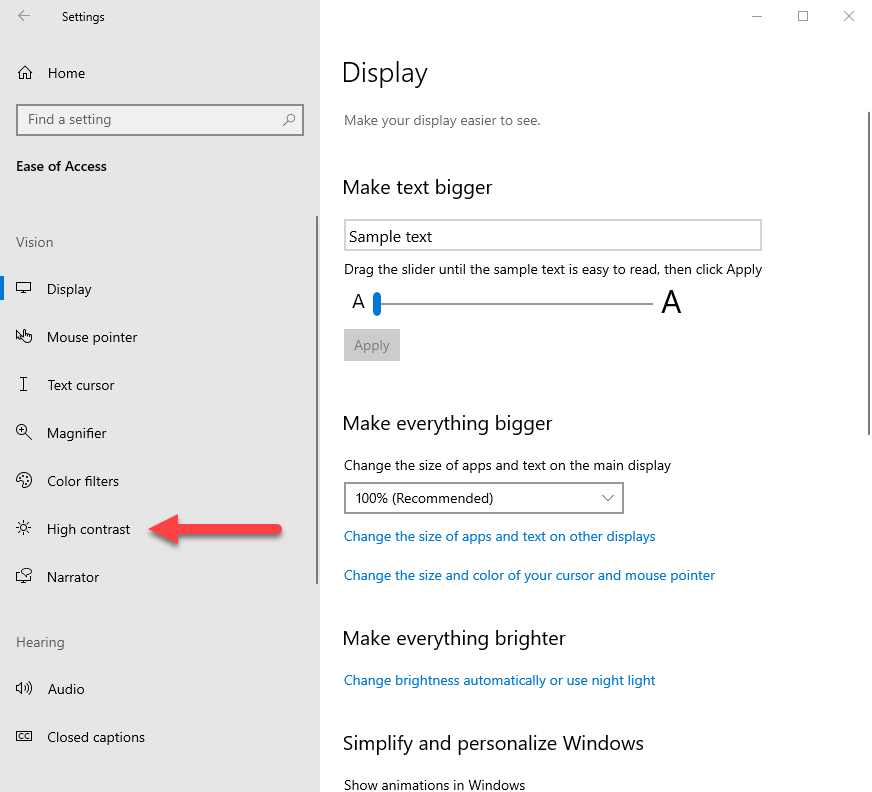 Settings
Home
Find a setting
Ease of Access
Vision
Display
Mouse pointer
Text cursor
Magnifier
Color filters
High contrast
Narrator
Hearing
Audio
CC Closed captions
Display
Make your display easier to see.
Make text bigger
Sample text
Drag the slider until the sample text is easy to read, then click Apply
A A
Apply
Make everything bigger
Change the size of apps and text on the main display
100% (Recommended)
Change the size of apps and text on other displays
Change the size and color of your cursor and mouse pointer
Make everything brighter
Change brightness automatically or use night light
Simplify and personalize Windows
Show animations in Windows